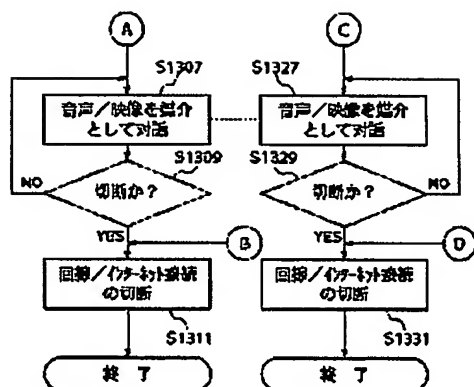 A
C
S1307
S1327
音声／映像を媒介
として対話
音声／映像を媒介
として対話
S1309
S1329
NO
切断か？
切断か？
NO
YES
B
YES
D
回線／インターネット接続
の切断
回線／インターネット接続
の切断
S1311
S1331
終了
終了